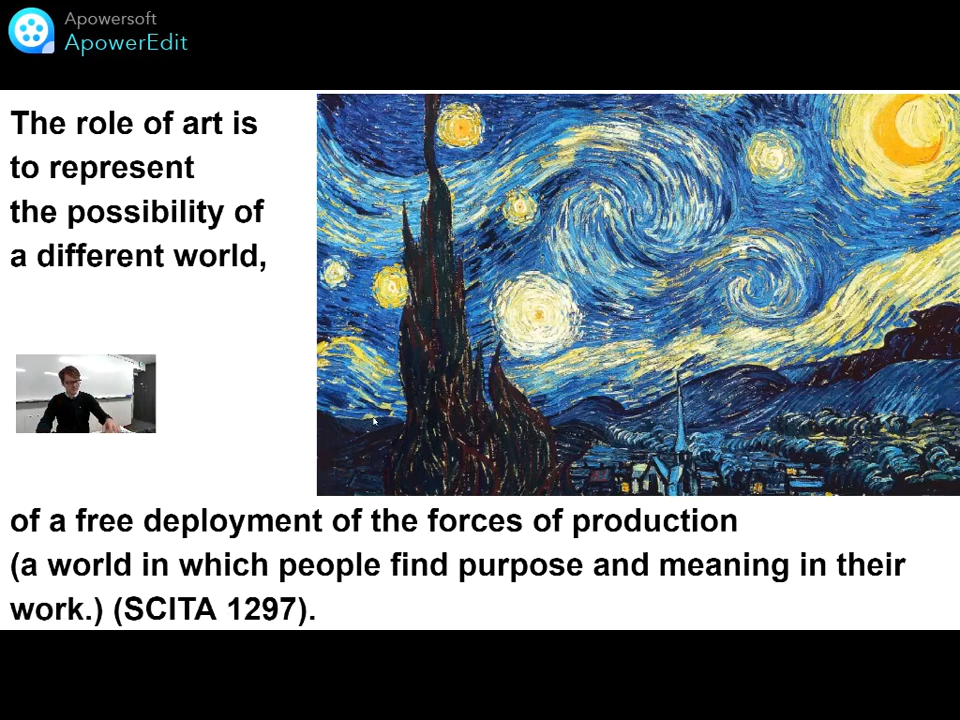 Apowersoft
ApowerEdit
The role of art is
to represent
the possibility of
a different world,
of a free deployment of the forces of production
(a world in which people find purpose and meaning in their
work.) (SCITA 1297).